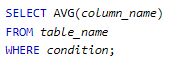 SELECT AVG(column_name)
FROM table_name
WHERE condition;